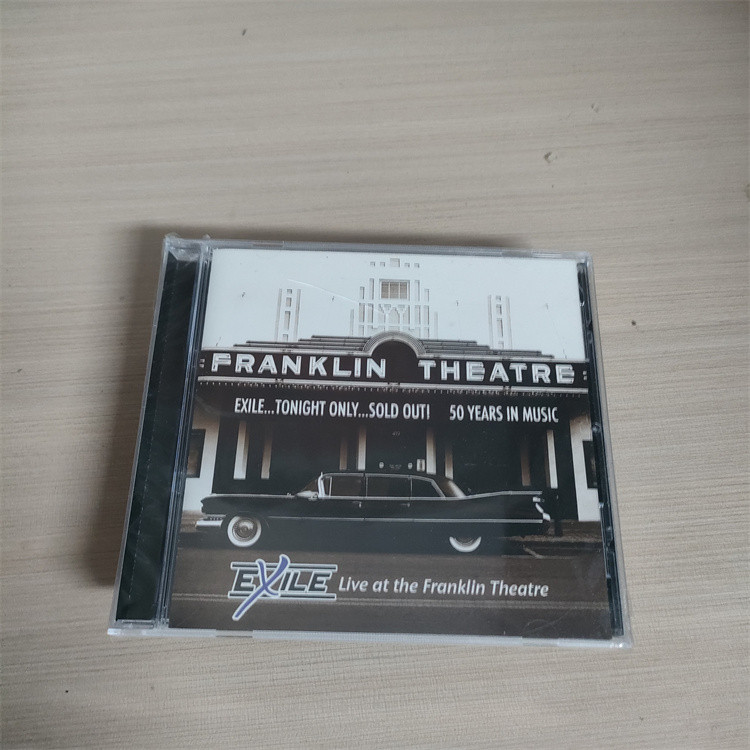 FRANKLIN THEATRE
EXILE...TONIGHT ONLY...SOLD OUT! 50 YEARS IN MUSIC
EXILE Live at the Franklin Theatre